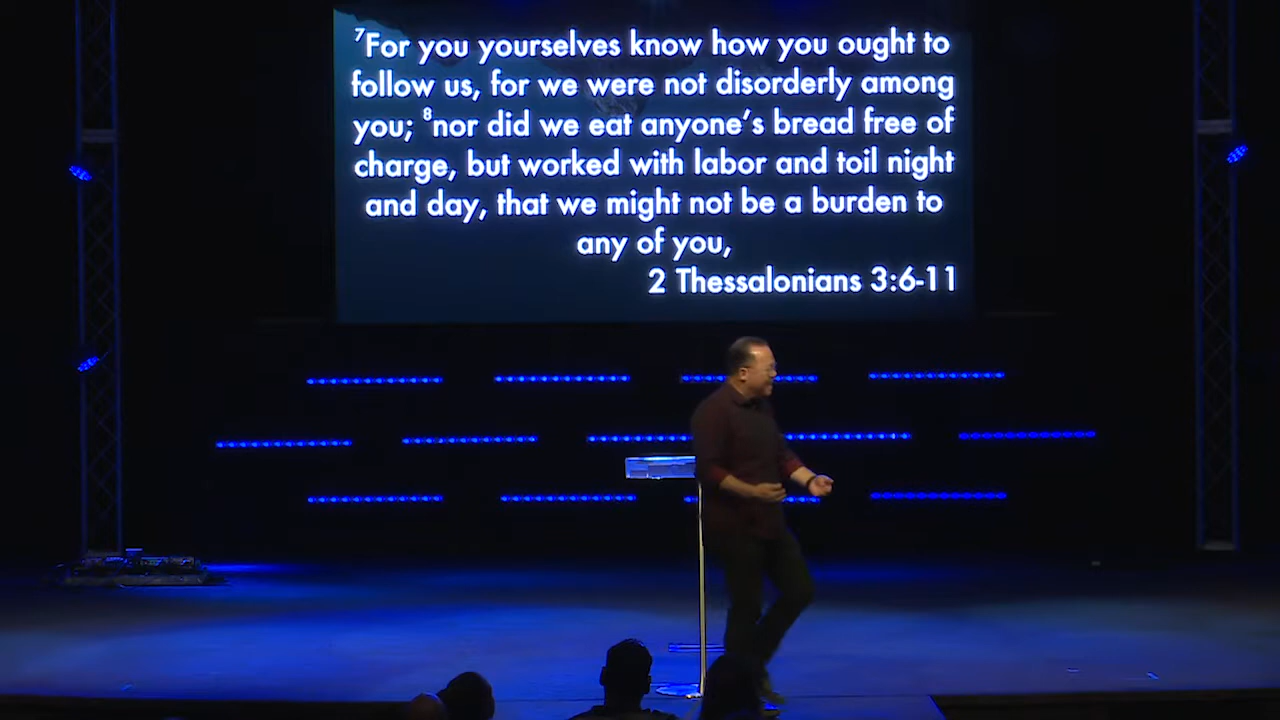 ⁷For you yourselves know how you ought to
follow us, for we were not disorderly among
you; ⁸nor did we eat anyone’s bread free of
charge, but worked with labor and toil night
and day, that we might not be a burden to
any of you,
2 Thessalonians 3:6-11